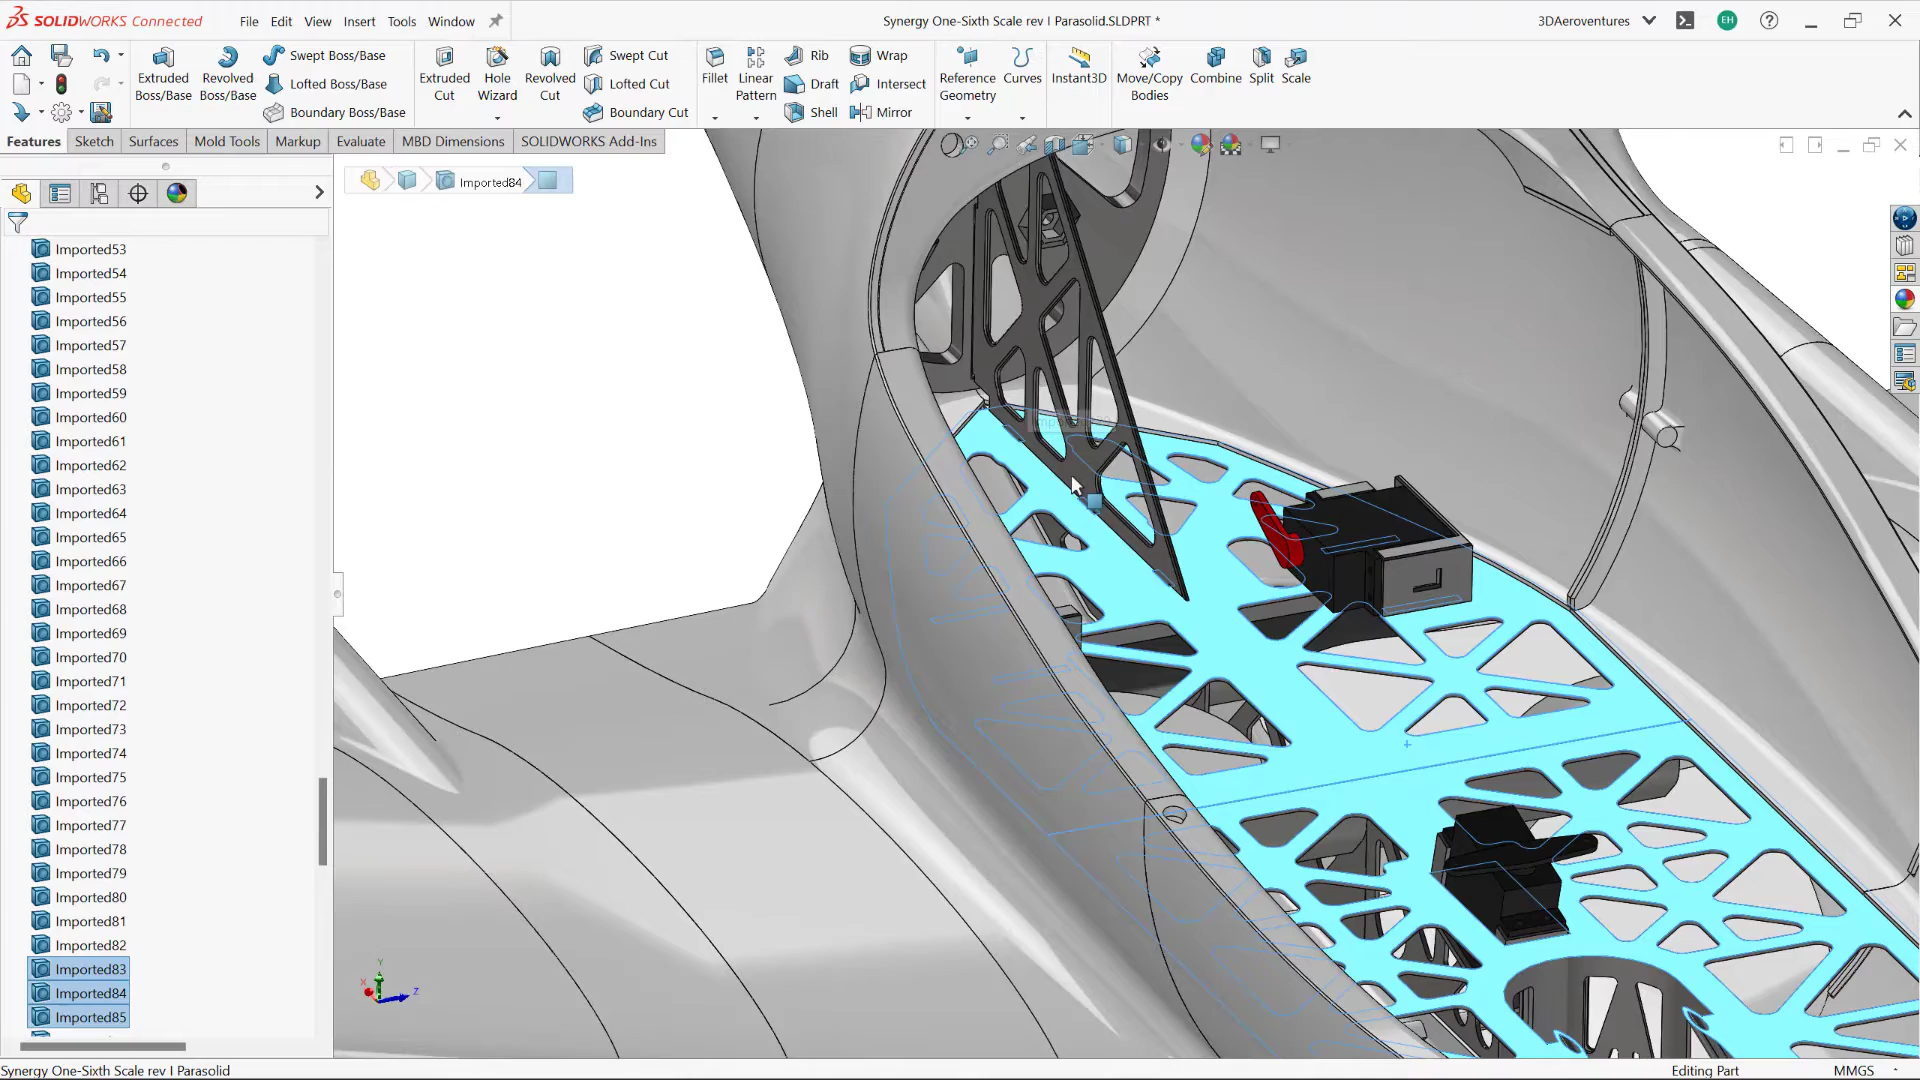 SOLIDWORKS Connected
File Edit View Insert Tools Window
Synergy One-Sixth Scale rev I Parasolid.SLDPRT *
3DAeroventures
EH
Extruded Boss/Base
Revolved Boss/Base
Swept Boss/Base
Lofted Boss/Base
Boundary Boss/Base
Extruded Cut
Hole Wizard
Revolved Cut
Swept Cut
Lofted Cut
Boundary Cut
Fillet
Linear Pattern
Rib
Draft
Shell
Wrap
Intersect
Mirror
Reference Geometry
Curves
Instant3D
Move/Copy Bodies
Combine
Split
Scale
Features Sketch Surfaces Mold Tools Markup Evaluate MBD Dimensions SOLIDWORKS Add-Ins
Imported84
Imported53
Imported54
Imported55
Imported56
Imported57
Imported58
Imported59
Imported60
Imported61
Imported62
Imported63
Imported64
Imported65
Imported66
Imported67
Imported68
Imported69
Imported70
Imported71
Imported72
Imported73
Imported74
Imported75
Imported76
Imported77
Imported78
Imported79
Imported80
Imported81
Imported82
Imported83
Imported84
Imported85
Y
X
Z
Synergy One-Sixth Scale rev I Parasolid
Editing Part
MMGS